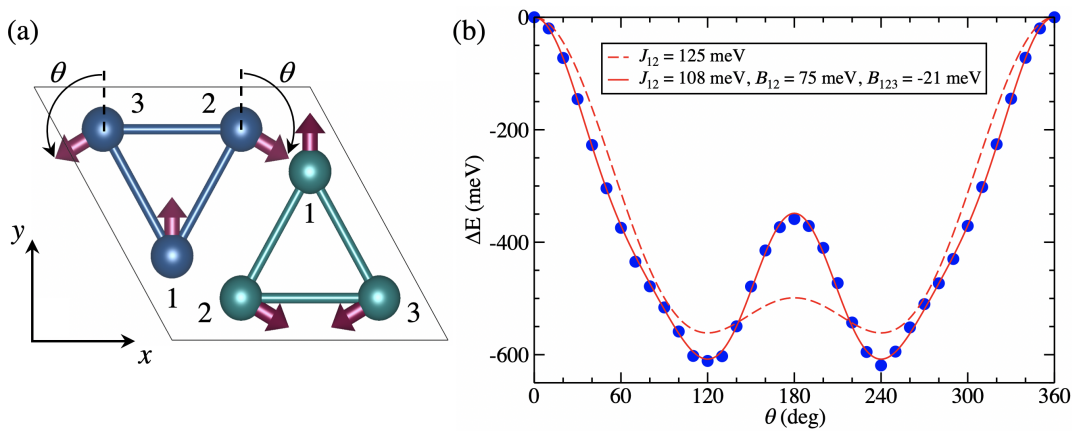 (a)
θ
θ
3
2
1
1
2
3
y
x
(b)
J12 = 125 meV
J12 = 108 meV, B12 = 75 meV, B123 = -21 meV
0
-200
-400
-600
ΔE (meV)
0
60
120
180
240
300
360
θ (deg)